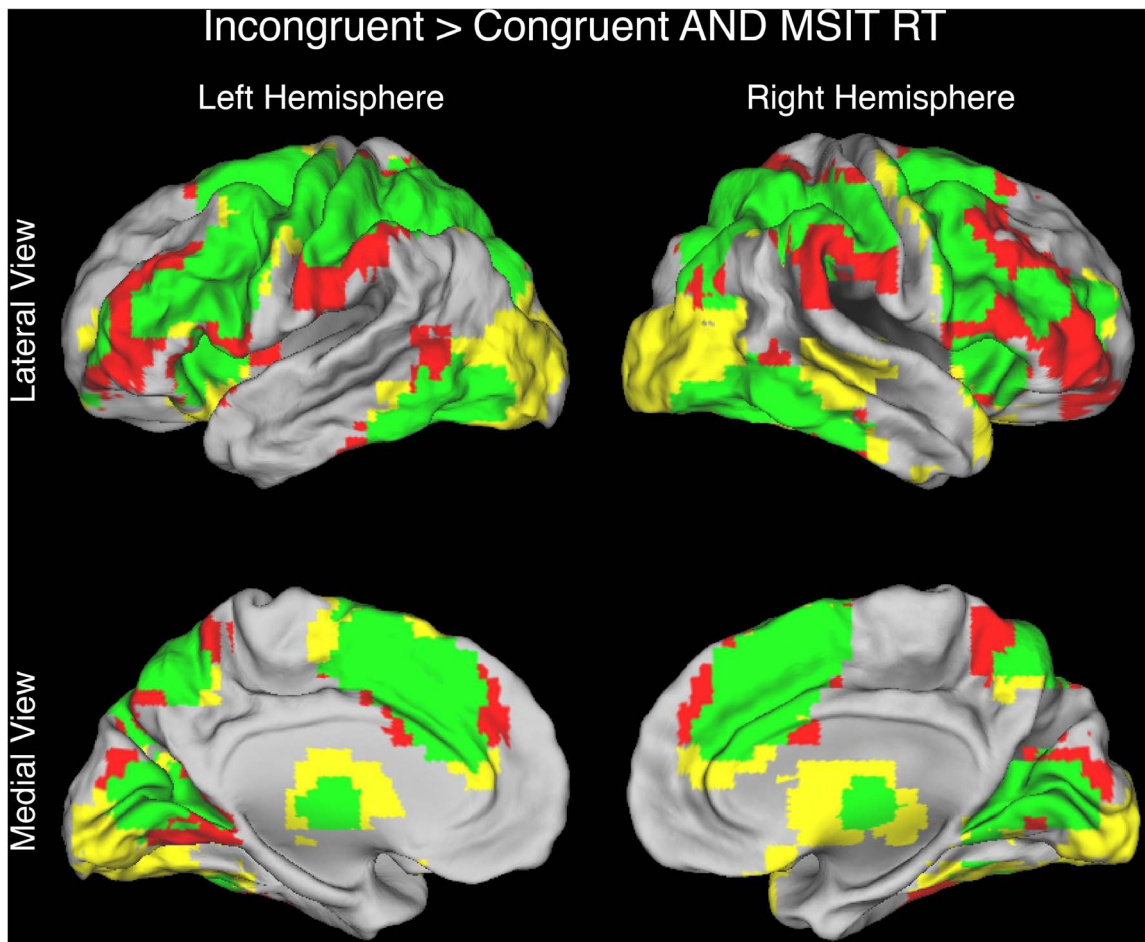 Incongruent > Congruent AND MSIT RT
Left Hemisphere
Right Hemisphere
Lateral View
Medial View